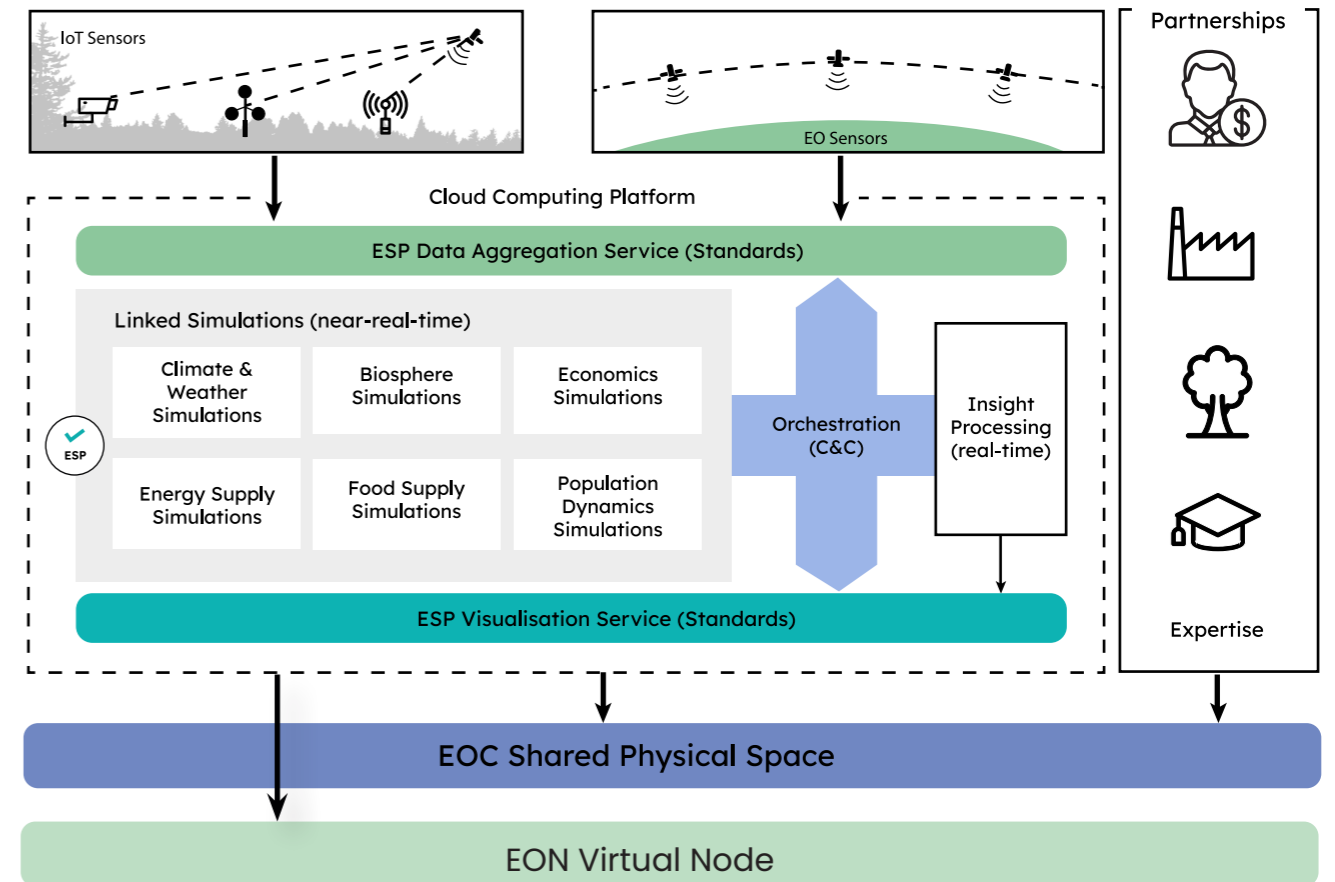 IoT Sensors
EO Sensors
Partnerships
$
Cloud Computing Platform
ESP Data Aggregation Service (Standards)
Linked Simulations (near-real-time)
Climate &
Weather
Simulations
Biosphere
Simulations
Economics
Simulations
Orchestration
(C&C)
Insight
Processing
(real-time)
ESP
Energy Supply
Simulations
Food Supply
Simulations
Population
Dynamics
Simulations
ESP Visualisation Service (Standards)
Expertise
EOC Shared Physical Space
EON Virtual Node